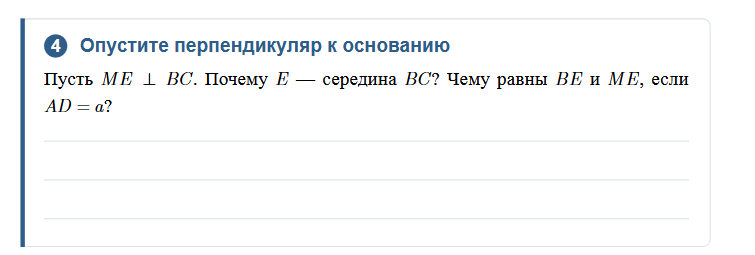 4 Опустите перпендикуляр к основанию
Пусть ME ⊥ BC. Почему E — середина BC? Чему равны BE и ME, если
AD = a?